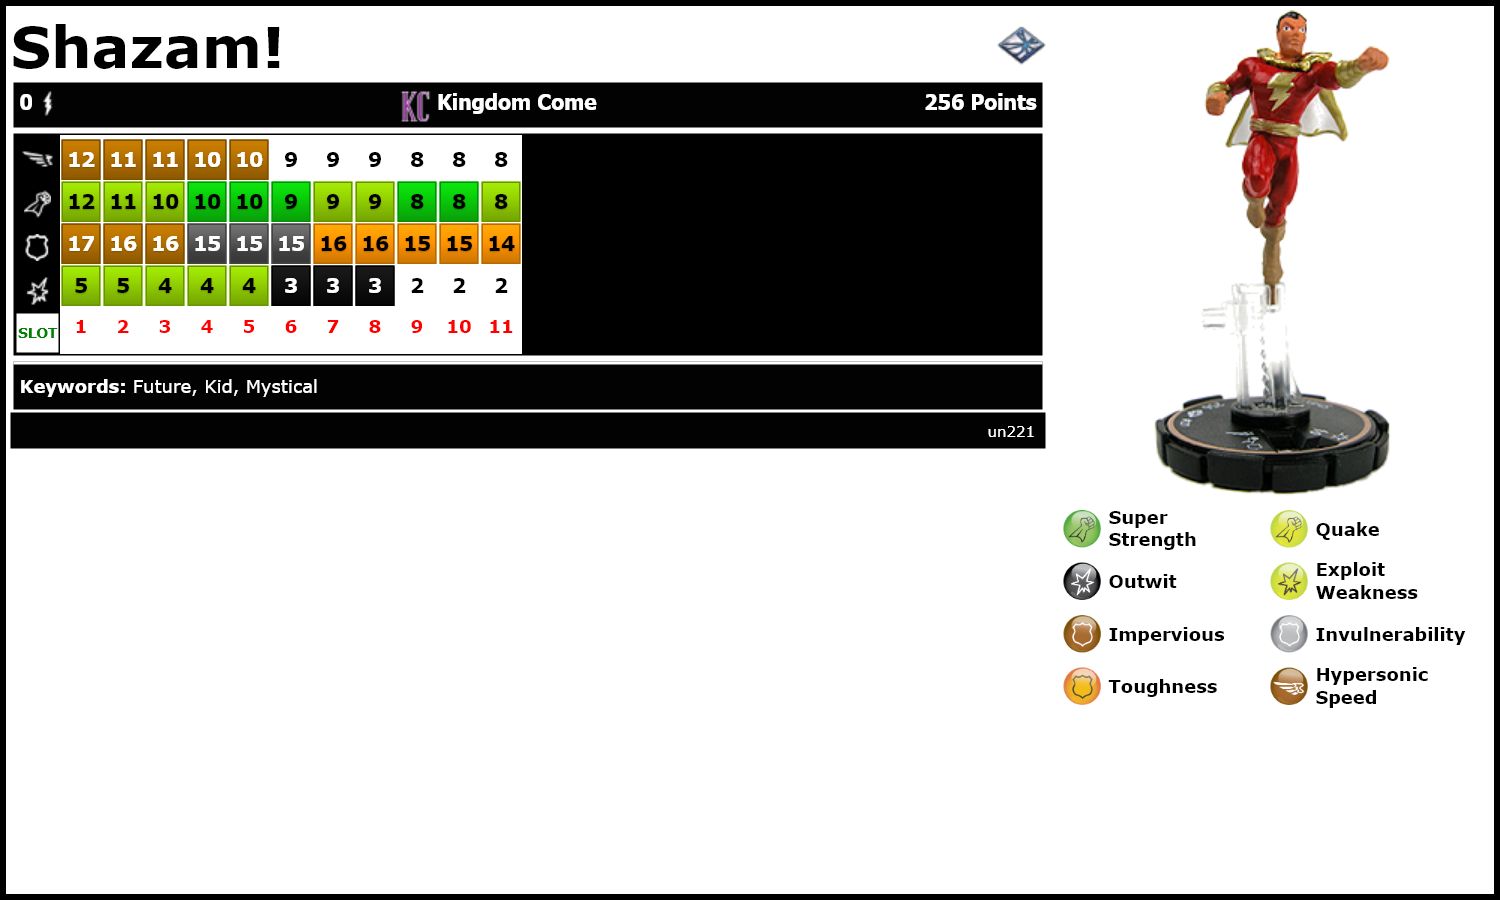 Shazam!
0 KC Kingdom Come 256 Points
12 11 11 10 10 9 9 9 8 8 8
12 11 10 10 10 9 9 9 8 8 8
17 16 16 15 15 15 16 16 15 15 14
5 5 4 4 4 3 3 3 2 2 2
SLOT 1 2 3 4 5 6 7 8 9 10 11
Keywords: Future, Kid, Mystical
un221
Super
Strength
Quake
Outwit
Exploit
Weakness
Impervious
Invulnerability
Toughness
Hypersonic
Speed